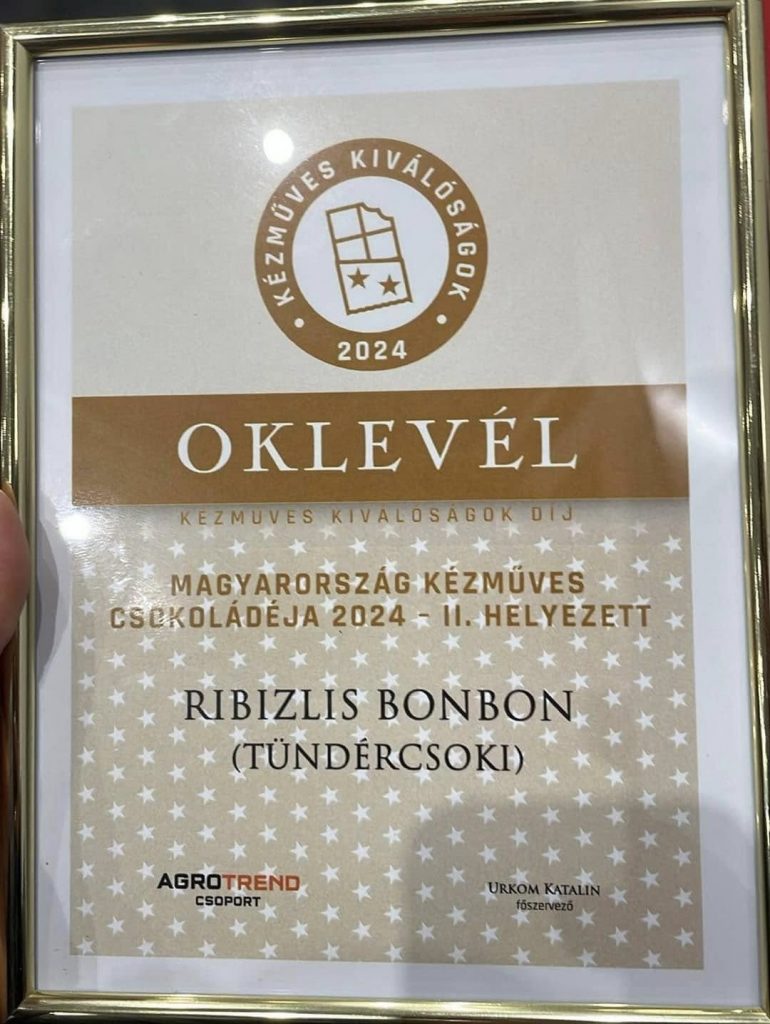 KÉZMŰVES KIVÁLÓSÁGOK
2024
OKLEVÉL
KÉZMŰVES KIVÁLÓSÁGOK DÍJ
MAGYARORSZÁG KÉZMŰVES
CSOKOLÁDÉJA 2024 - II. HELYEZETT
RIBIZLIS BONBON
(TÜNDÉRCSOKI)
AGROTREND
CSOPORT
URKOM KATALIN
főszervező